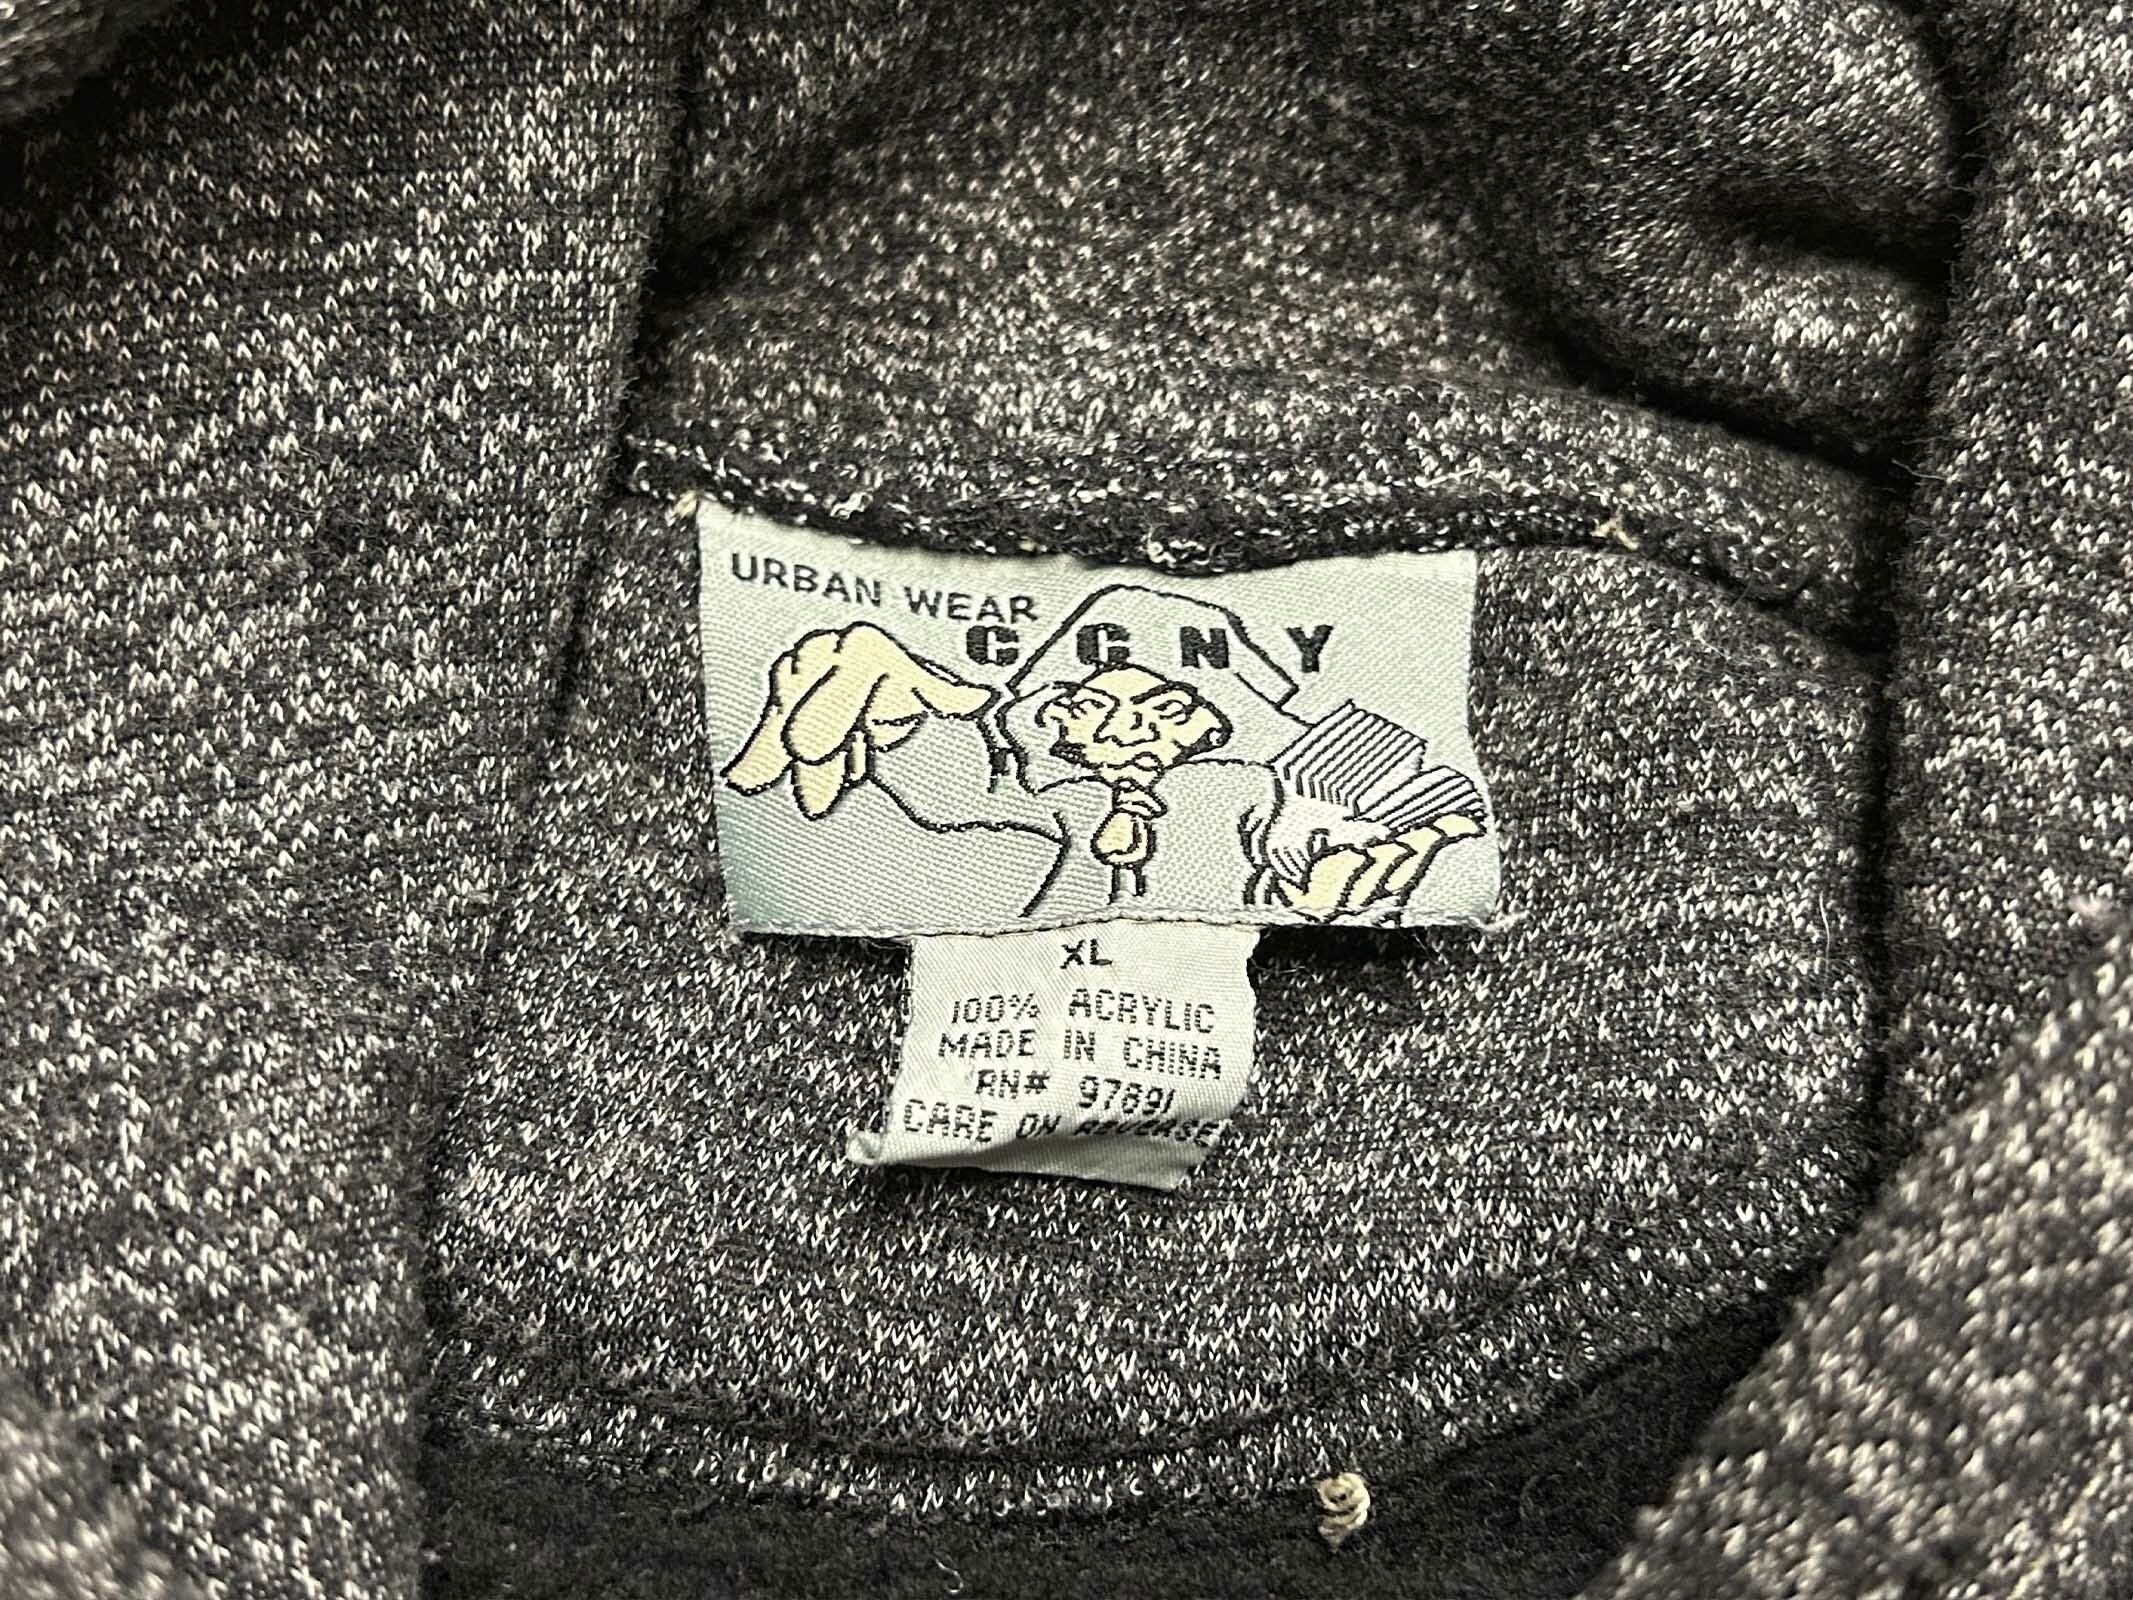 URBAN WEAR
CCNY
XL
100% ACRYLIC
MADE IN CHINA
RN# 97891
CARE ON REVERSE